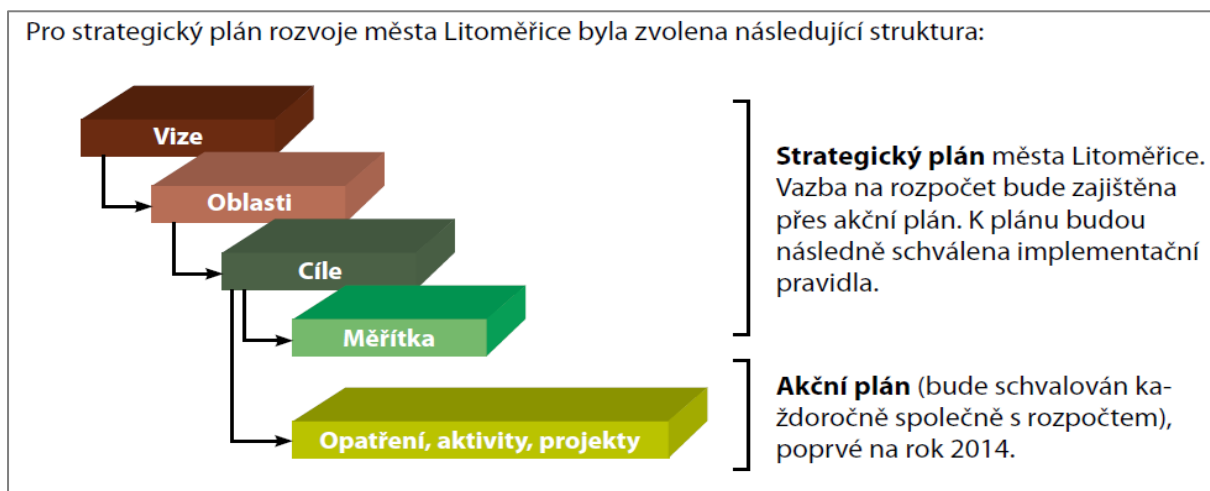 Pro strategický plán rozvoje města Litoměřice byla zvolena následující struktura:
Vize
Oblasti
Cíle
Měřítka
Strategický plán města Litoměřice.
Vazba na rozpočet bude zajištěna
přes akční plán. K plánu budou
následně schválena implementační
pravidla.
Opatření, aktivity, projekty
Akční plán (bude schvalován ka-
ždoročně společně s rozpočtem),
poprvé na rok 2014.